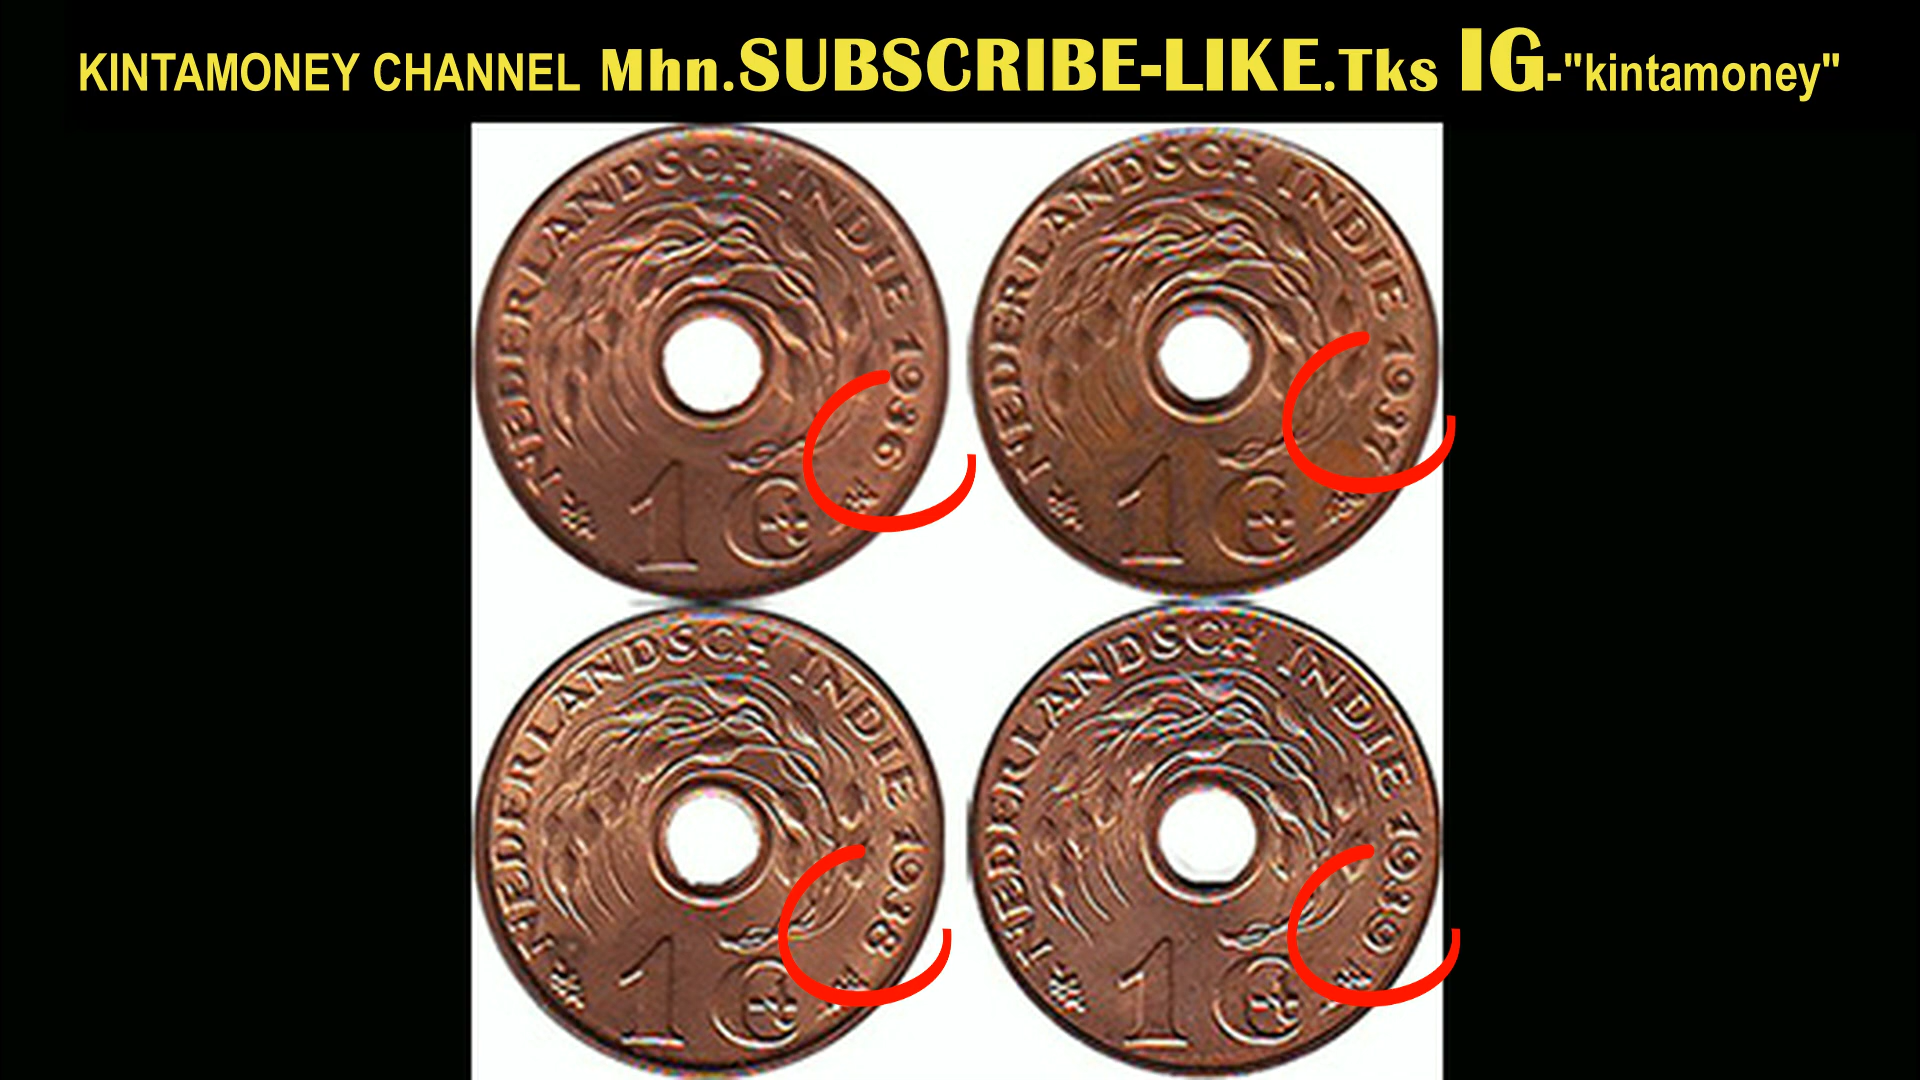 KINTAMONEY CHANNEL Mhn.SUBSCRIBE-LIKE.Tks IG-"kintamoney"
NEDERLANDSCH INDIE 1936
1 C
NEDERLANDSCH INDIE 1937
1 C
NEDERLANDSCH INDIE 1938
1 C
NEDERLANDSCH INDIE 1939
1 C